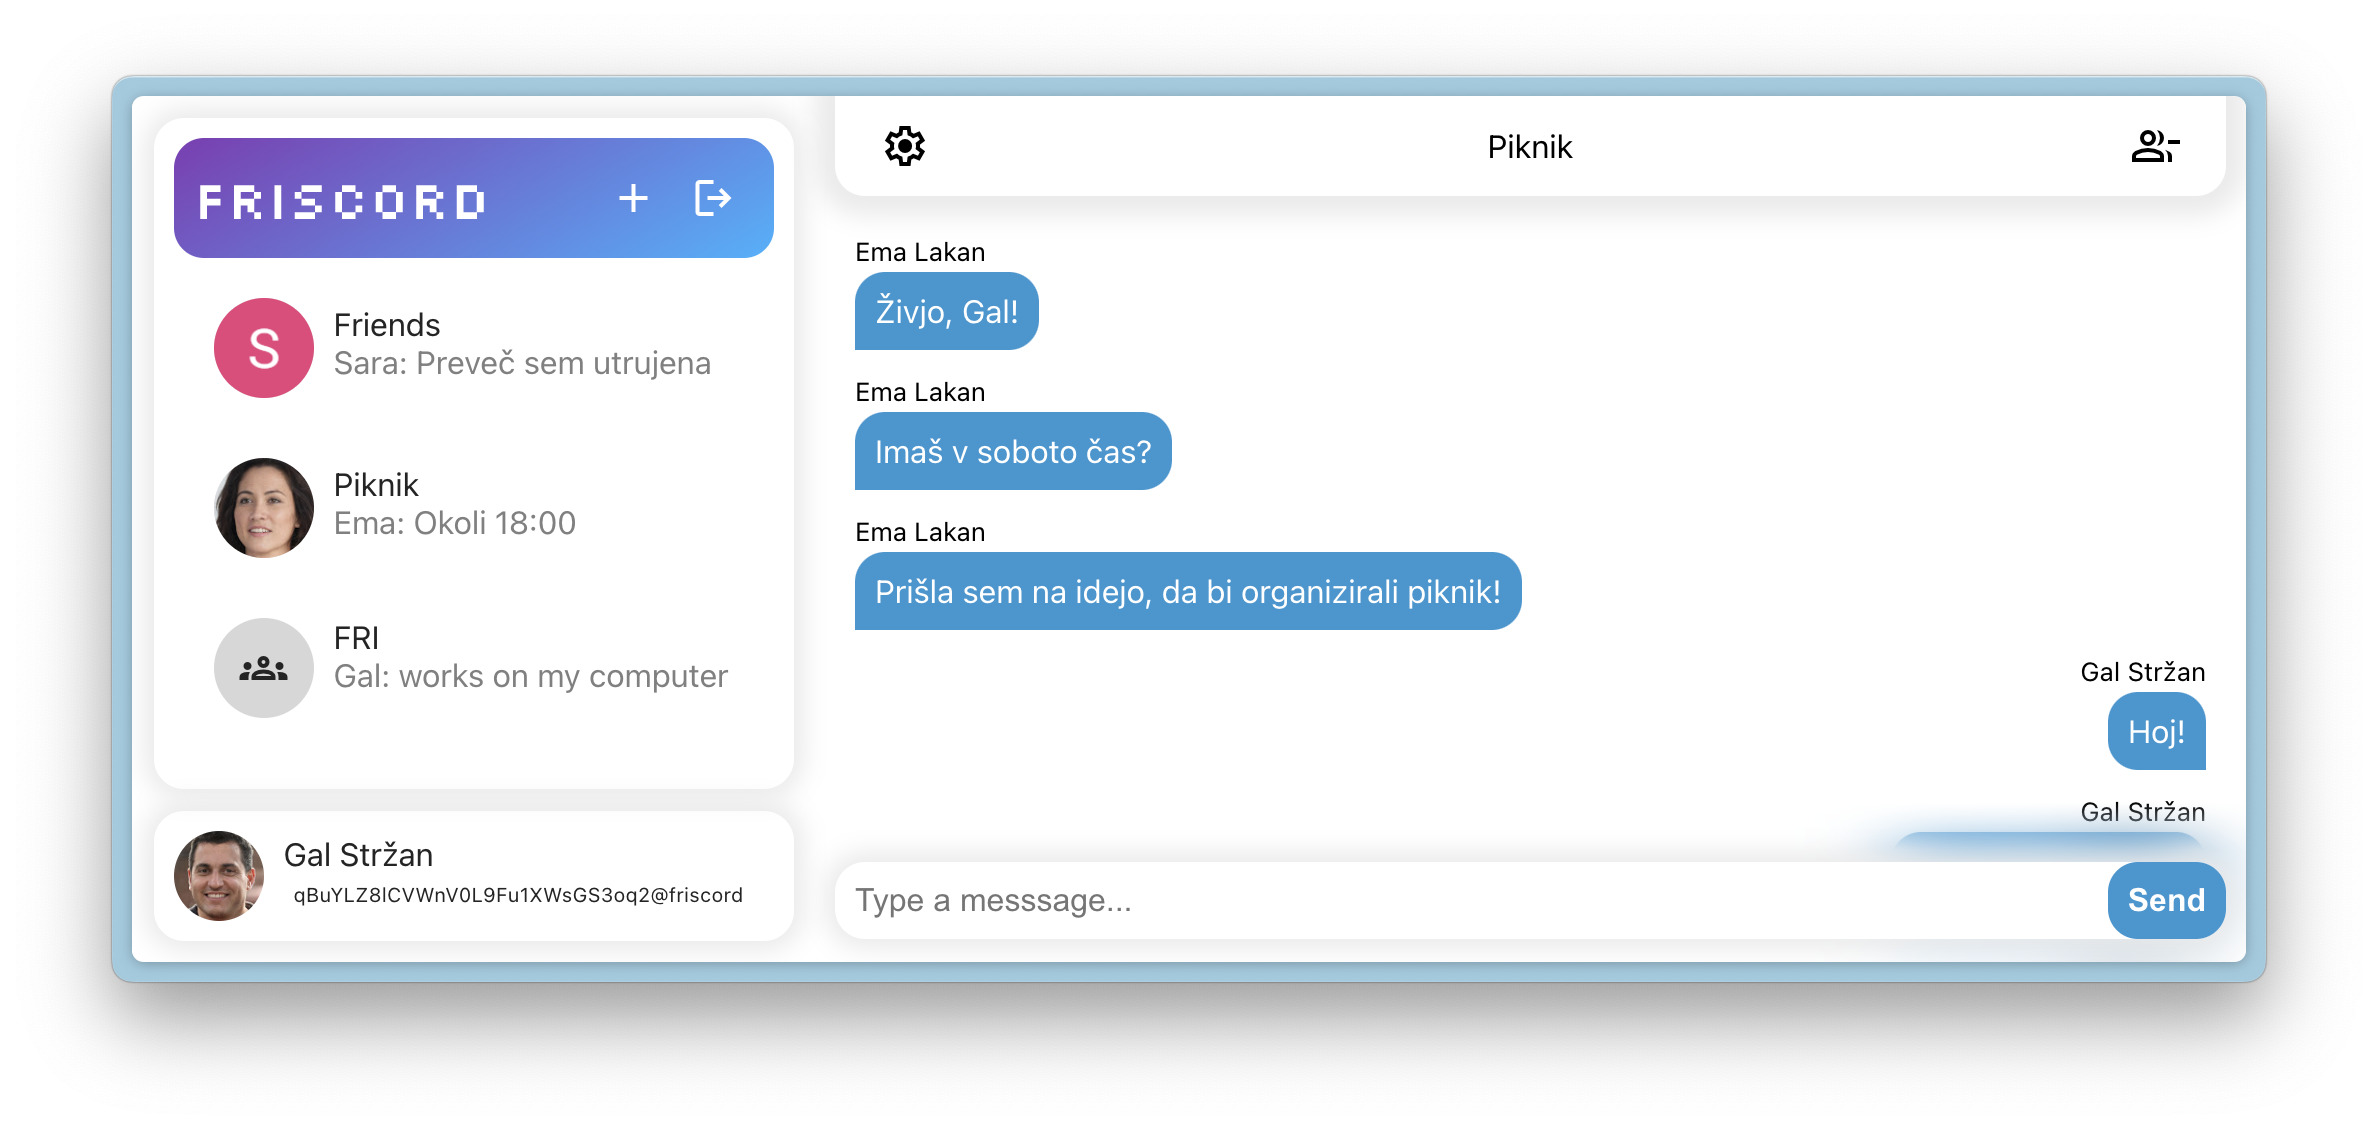 FRISCORD
Friends
S
Sara: Preveč sem utrujena
Piknik
Ema: Okoli 18:00
FRI
Gal: works on my computer
Gal Stržan
qBuYLZ8lCVWnV0L9Fu1XWsGS3oq2@friscord
Piknik
Ema Lakan
Živjo, Gal!
Ema Lakan
Imaš v soboto čas?
Ema Lakan
Prišla sem na idejo, da bi organizirali piknik!
Gal Stržan
Hoj!
Gal Stržan
Type a messsage...
Send